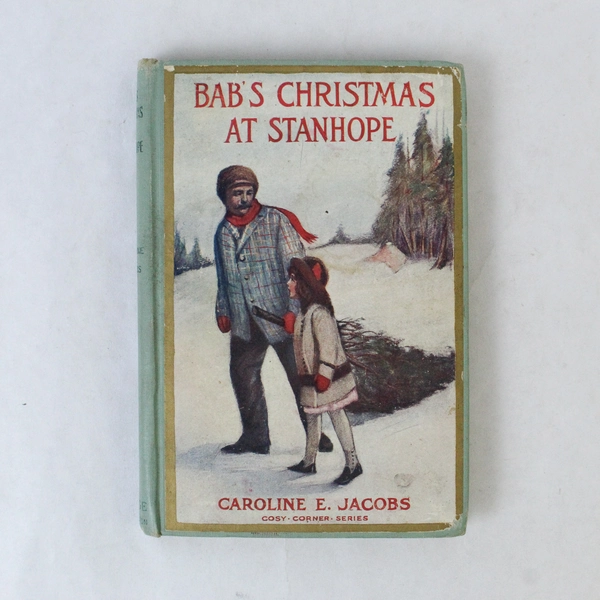 BAB'S CHRISTMAS
AT STANHOPE
CAROLINE E. JACOBS
COSY · CORNER · SERIES